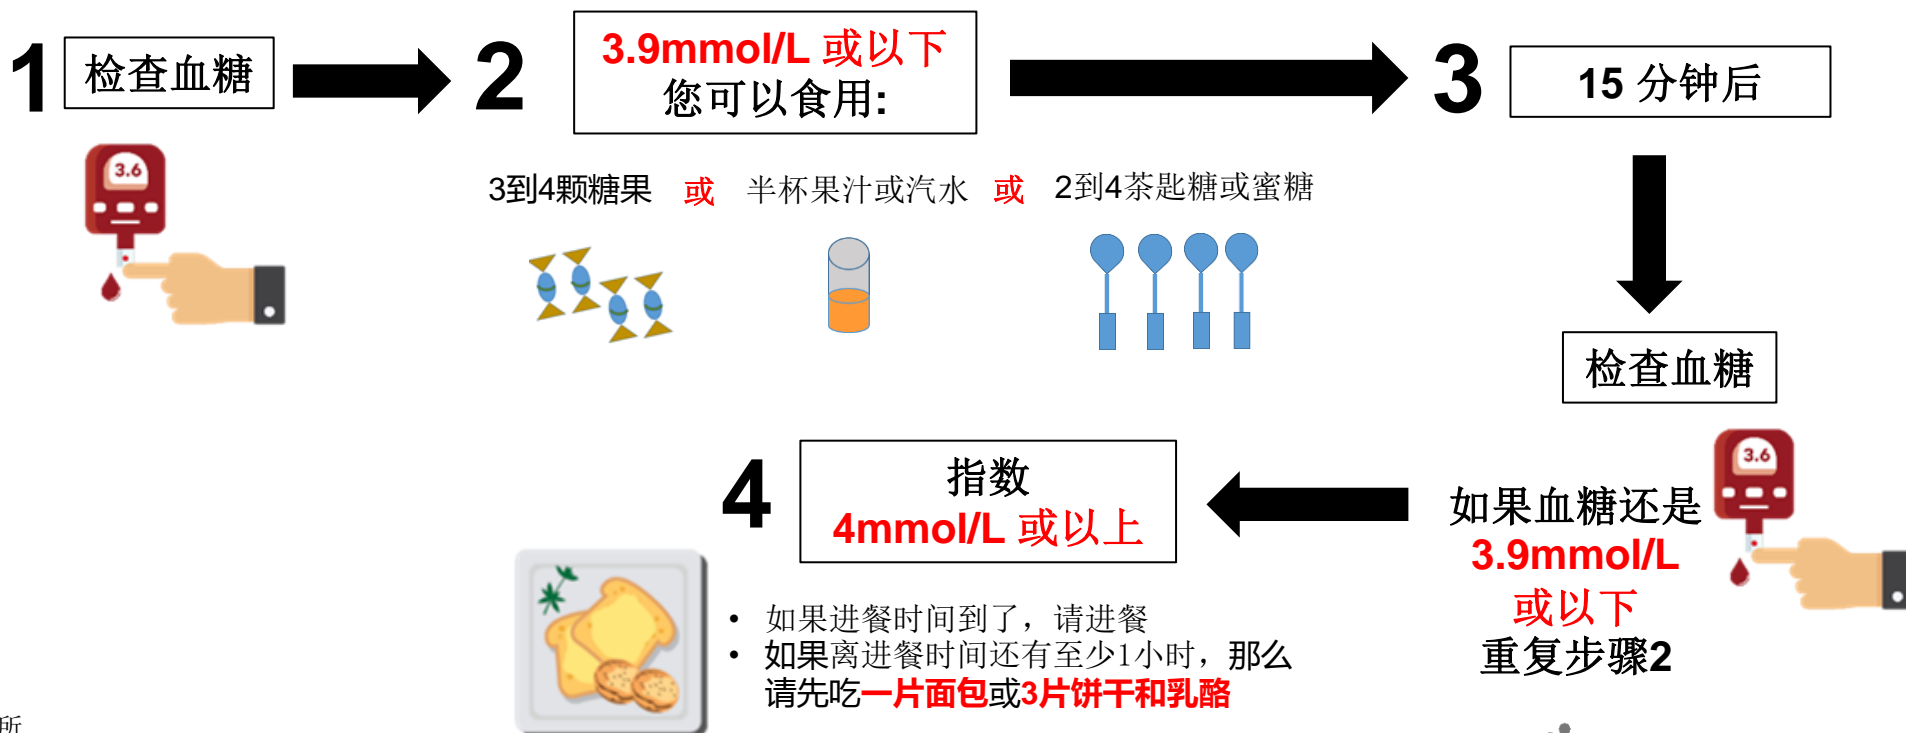 1
检查血糖
2
3.9mmol/L 或以下
您可以食用:
3
15 分钟后
3.6
3到4颗糖果 或 半杯果汁或汽水 或 2到4茶匙糖或蜜糖
检查血糖
3.6
如果血糖还是
3.9mmol/L
或以下
重复步骤2
4
指数
4mmol/L 或以上
• 如果进餐时间到了，请进餐
• 如果离进餐时间还有至少1小时，那么
请先吃一片面包或3片饼干和乳酪
所